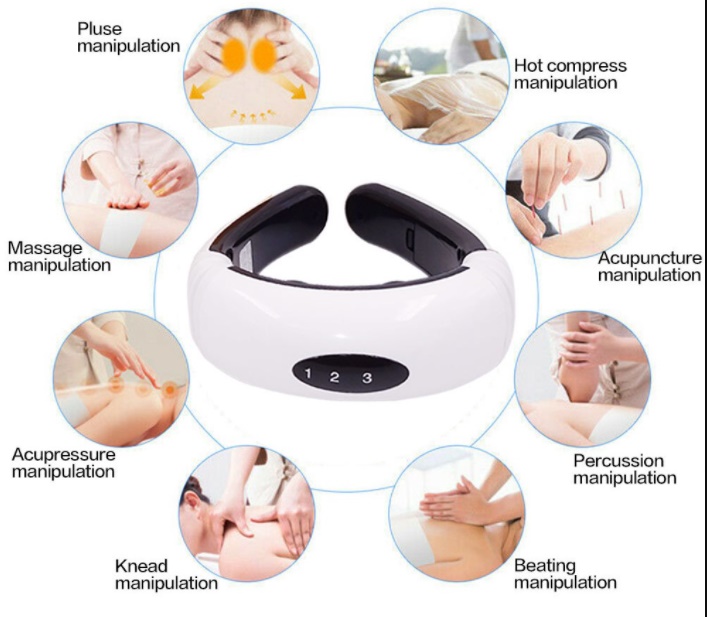 Pluse
manipulation
Hot compress
manipulation
Massage
manipulation
Acupuncture
manipulation
1 2 3
Acupressure
manipulation
Percussion
manipulation
Knead
manipulation
Beating
manipulation